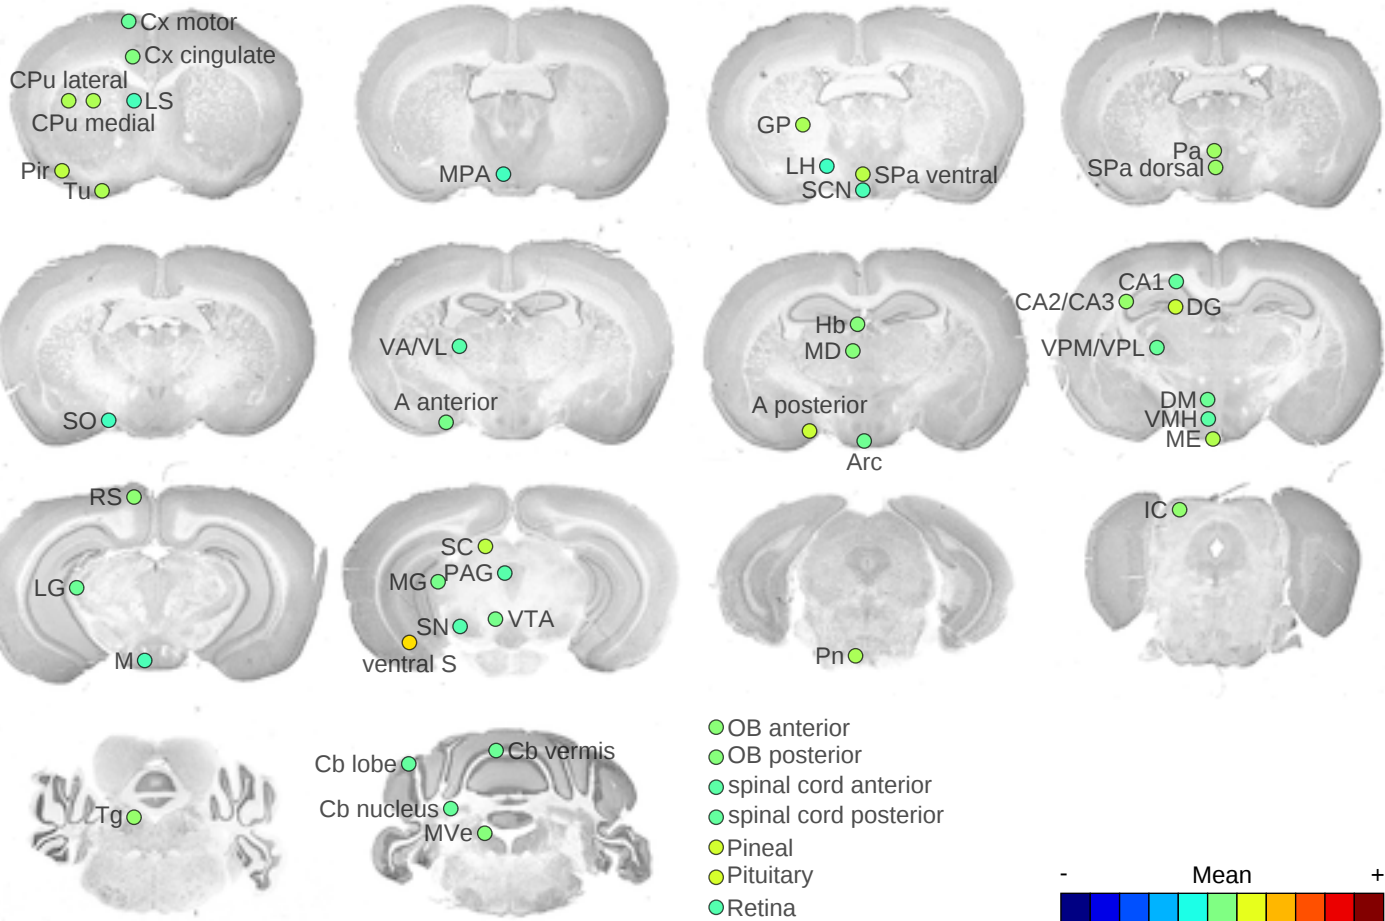 Cx motor
Cx cingulate
CPu lateral
LS
CPu medial
Pir
Tu
MPA
GP
LH
SPa ventral
SCN
Pa
SPa dorsal
SO
VA/VL
A anterior
Hb
MD
A posterior
Arc
CA1
CA2/CA3
DG
VPM/VPL
DM
VMH
ME
RS
LG
M
SC
PAG
MG
SN
VTA
ventral S
Pn
IC
Tg
Cb vermis
Cb lobe
Cb nucleus
MVe
OB anterior
OB posterior
spinal cord anterior
spinal cord posterior
Pineal
Pituitary
Retina
- Mean +